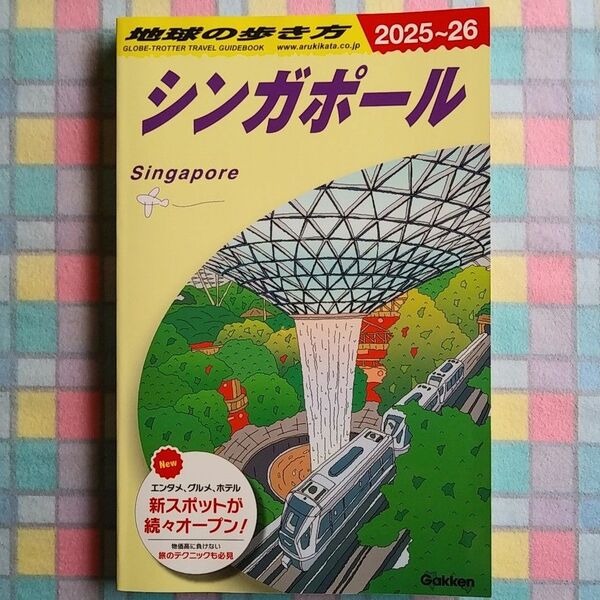 地球の歩き方
GLOBE-TROTTER TRAVEL GUIDEBOOK www.arukikata.co.jp
2025~26
シンガポール
Singapore
New
エンタメ、グルメ、ホテル
新スポットが
続々オープン!
物価高に負けない
旅のテクニックも必見
Gakken